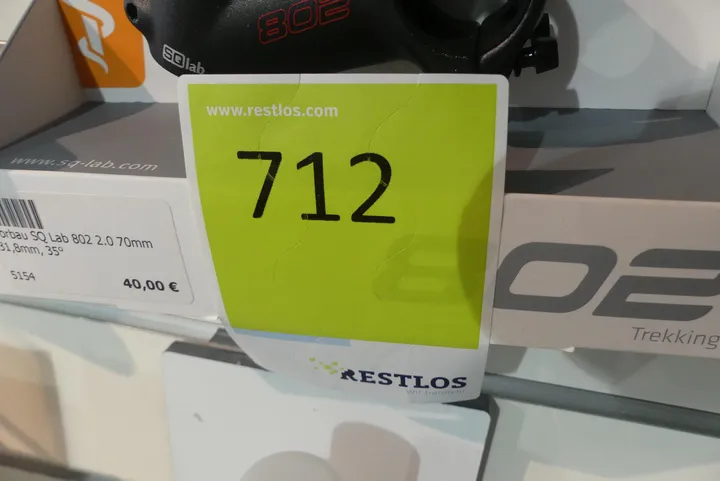 802
SQlab
www.restlos.com
712
www.sq-lab.com
orbau SQ Lab 802 2.0 70mm
31,8mm, 35°
5154
40,00 €
802
Trekking
RESTLOS